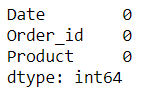 Date 0
Order_id 0
Product 0
dtype: int64